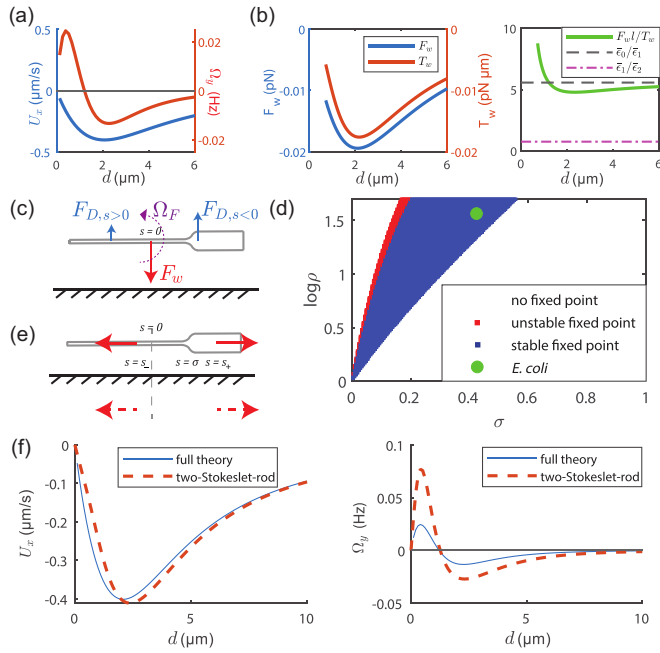 (a)
0.5
0
-0.5
U_x (μm/s)
0.02
0
-0.02
Ω_y (Hz)
0
2
4
6
d (μm)
(b)
F_w
T_w
0
-0.01
-0.02
F_w (pN)
0
-0.01
-0.02
T_w (pN μm)
0
2
4
6
d (μm)
F_w l/T_w
ϵ̄_0/ϵ̄_1
ϵ̄_1/ϵ̄_2
10
5
0
0
2
4
6
d (μm)
(c)
F_{D,s>0}
Ω_F
F_{D,s<0}
s = 0
F_w
(d)
1.5
1
0.5
0
logρ
no fixed point
unstable fixed point
stable fixed point
E. coli
0
0.2
0.4
0.6
0.8
1
σ
(e)
s = 0
s = s_-
s = σ
s = s_+
(f)
full theory
two-Stokeslet-rod
0
-0.1
-0.2
-0.3
-0.4
U_x (μm/s)
0
5
10
d (μm)
full theory
two-Stokeslet-rod
0.1
0.05
0
-0.05
Ω_y (Hz)
0
5
10
d (μm)